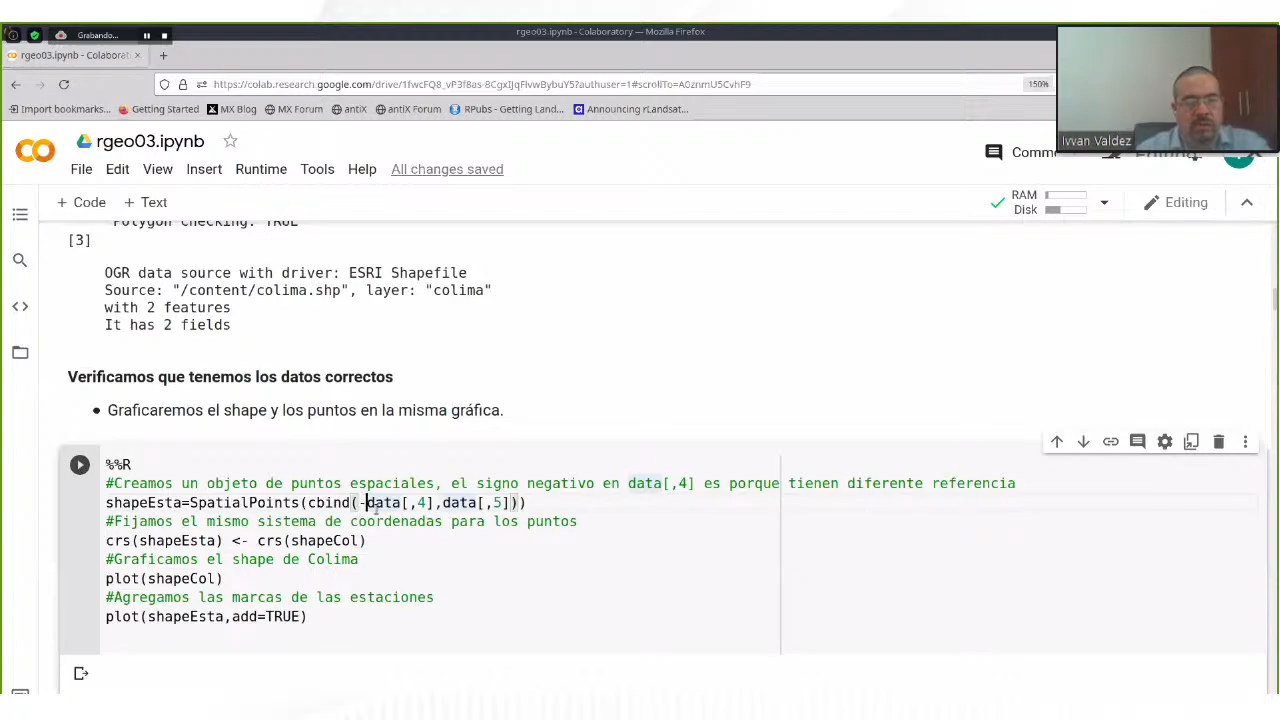 Grabando...
rgeo03.ipynb - Colaboratory — Mozilla Firefox
rgeo03.ipynb - Colaborat
https://colab.research.google.com/drive/1fwcFQ8_vP3f8as-8CgxIJqFlvwBybuY5?authuser=1#scrollTo=A0znmU5CvhF9
150%
Import bookmarks... Getting Started MX Blog MX Forum antiX antiX Forum RPubs - Getting Land... Announcing rLandsat...
Ivvan Valdez
rgeo03.ipynb
File Edit View Insert Runtime Tools Help All changes saved
Comm
+ Code + Text
RAM
Disk
Editing
Polygon checking: TRUE
[3]
OGR data source with driver: ESRI Shapefile
Source: "/content/colima.shp", layer: "colima"
with 2 features
It has 2 fields
Verificamos que tenemos los datos correctos
• Graficaremos el shape y los puntos en la misma gráfica.
%%R
#Creamos un objeto de puntos espaciales, el signo negativo en data[,4] es porque tienen diferente referencia
shapeEsta=SpatialPoints(cbind(-data[,4],data[,5]))
#Fijamos el mismo sistema de coordenadas para los puntos
crs(shapeEsta) <- crs(shapeCol)
#Graficamos el shape de Colima
plot(shapeCol)
#Agregamos las marcas de las estaciones
plot(shapeEsta,add=TRUE)